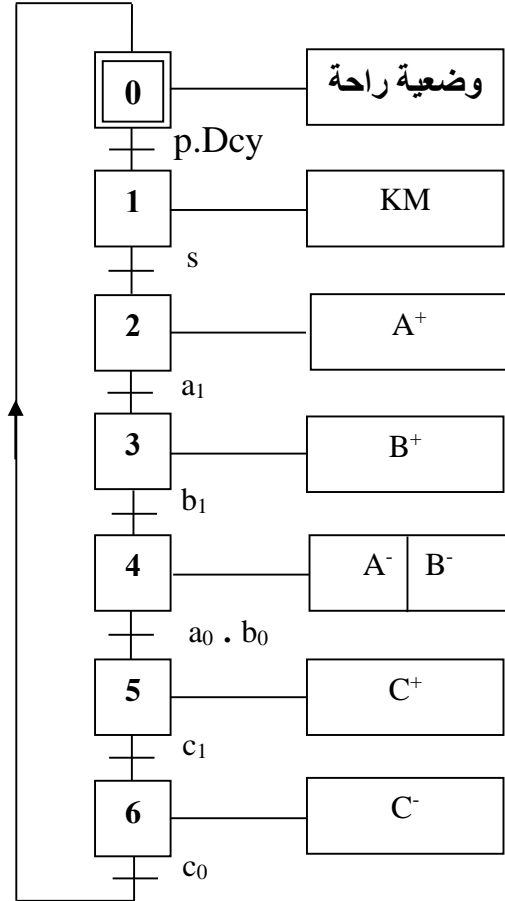 0 وضعية راحة
p.Dcy
1 KM
s
2 A⁺
a₁
3 B⁺
b₁
4 A⁻ B⁻
a₀ . b₀
5 C⁺
c₁
6 C⁻
c₀